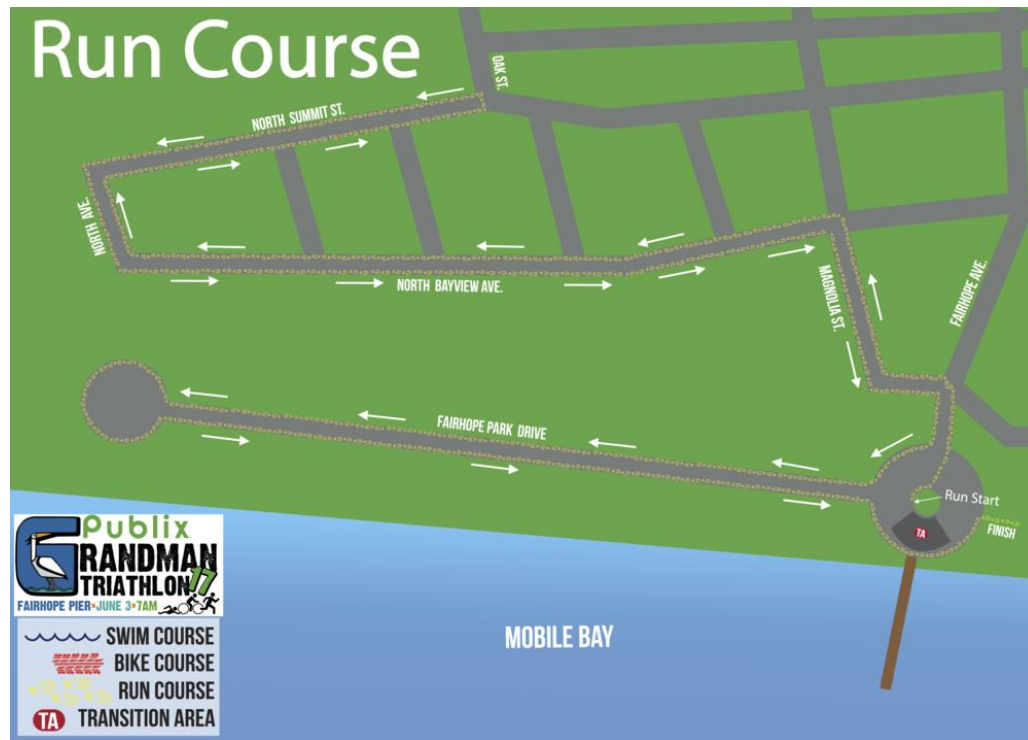 Run Course
OAK ST.
NORTH SUMMIT ST.
NORTH AVE.
NORTH BAYVIEW AVE.
MAGNOLIA ST.
FAIRHOPE AVE.
FAIRHOPE PARK DRIVE
Run Start
TA
FINISH
Publix
GRANDMAN
TRIATHLON 17
FAIRHOPE PIER•JUNE 3•7AM
MOBILE BAY
SWIM COURSE
BIKE COURSE
RUN COURSE
TA TRANSITION AREA